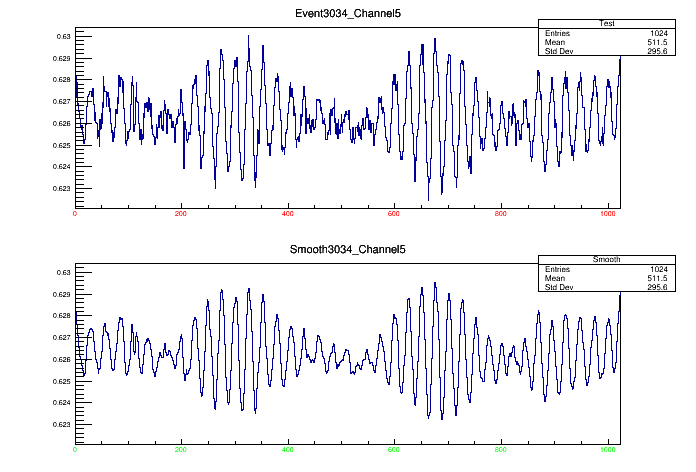 Event3034_Channel5
Test
Entries 1024
Mean 511.5
Std Dev 295.6
0.63
0.629
0.628
0.627
0.626
0.625
0.624
0.623
0 200 400 600 800 1000
Smooth3034_Channel5
Smooth
Entries 1024
Mean 511.5
Std Dev 295.6
0.63
0.629
0.628
0.627
0.626
0.625
0.624
0.623
0 200 400 600 800 1000